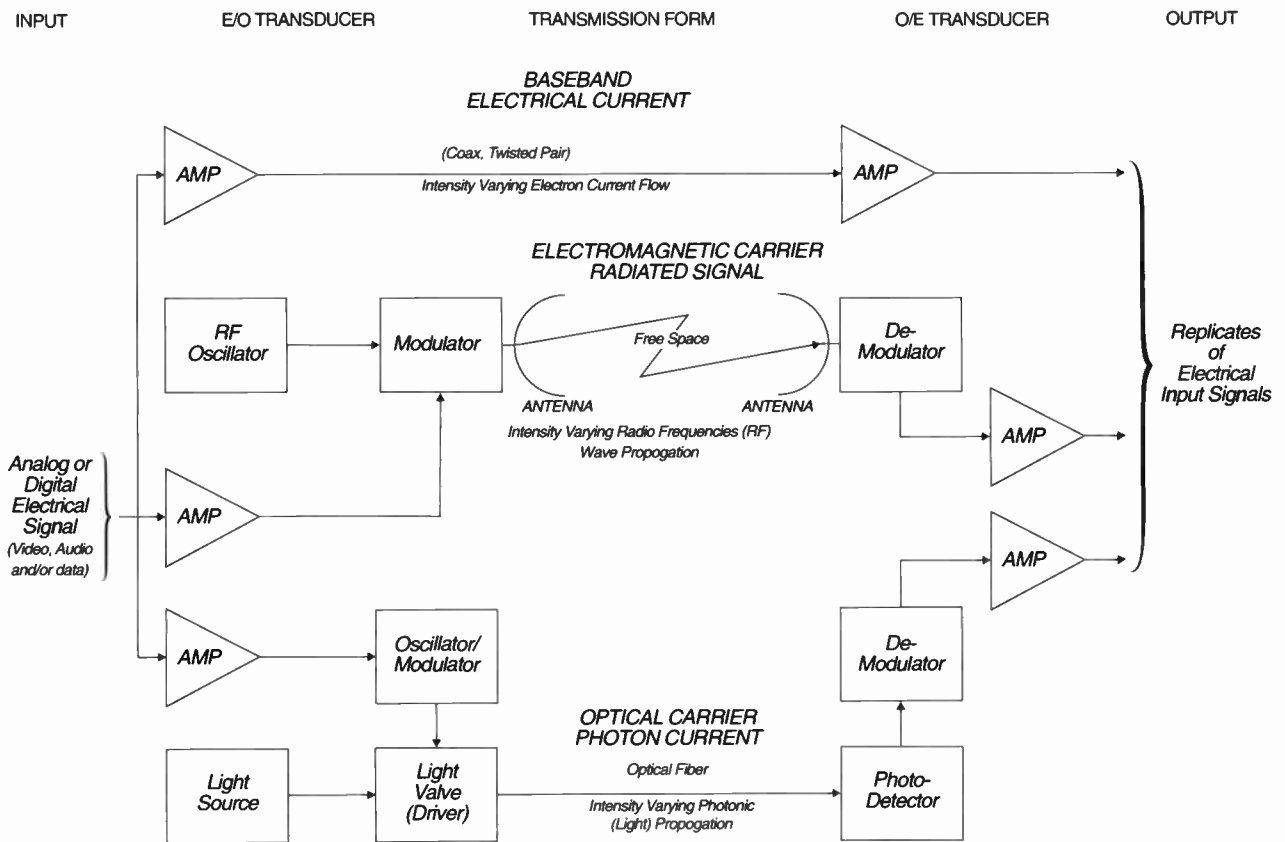 INPUT
E/O TRANSDUCER
TRANSMISSION FORM
O/E TRANSDUCER
OUTPUT
BASEBAND
ELECTRICAL CURRENT
AMP
(Coax, Twisted Pair)
Intensity Varying Electron Current Flow
AMP
ELECTROMAGNETIC CARRIER
RADIATED SIGNAL
RF
Oscillator
Modulator
Free Space
ANTENNA
ANTENNA
Intensity Varying Radio Frequencies (RF)
Wave Propogation
De-
Modulator
AMP
Replicates
of
Electrical
Input Signals
Analog or
Digital
Electrical
Signal
(Video, Audio
and/or data)
AMP
AMP
AMP
Oscillator/
Modulator
De-
Modulator
OPTICAL CARRIER
PHOTON CURRENT
Light
Source
Light
Valve
(Driver)
Optical Fiber
Intensity Varying Photonic
(Light) Propogation
Photo-
Detector